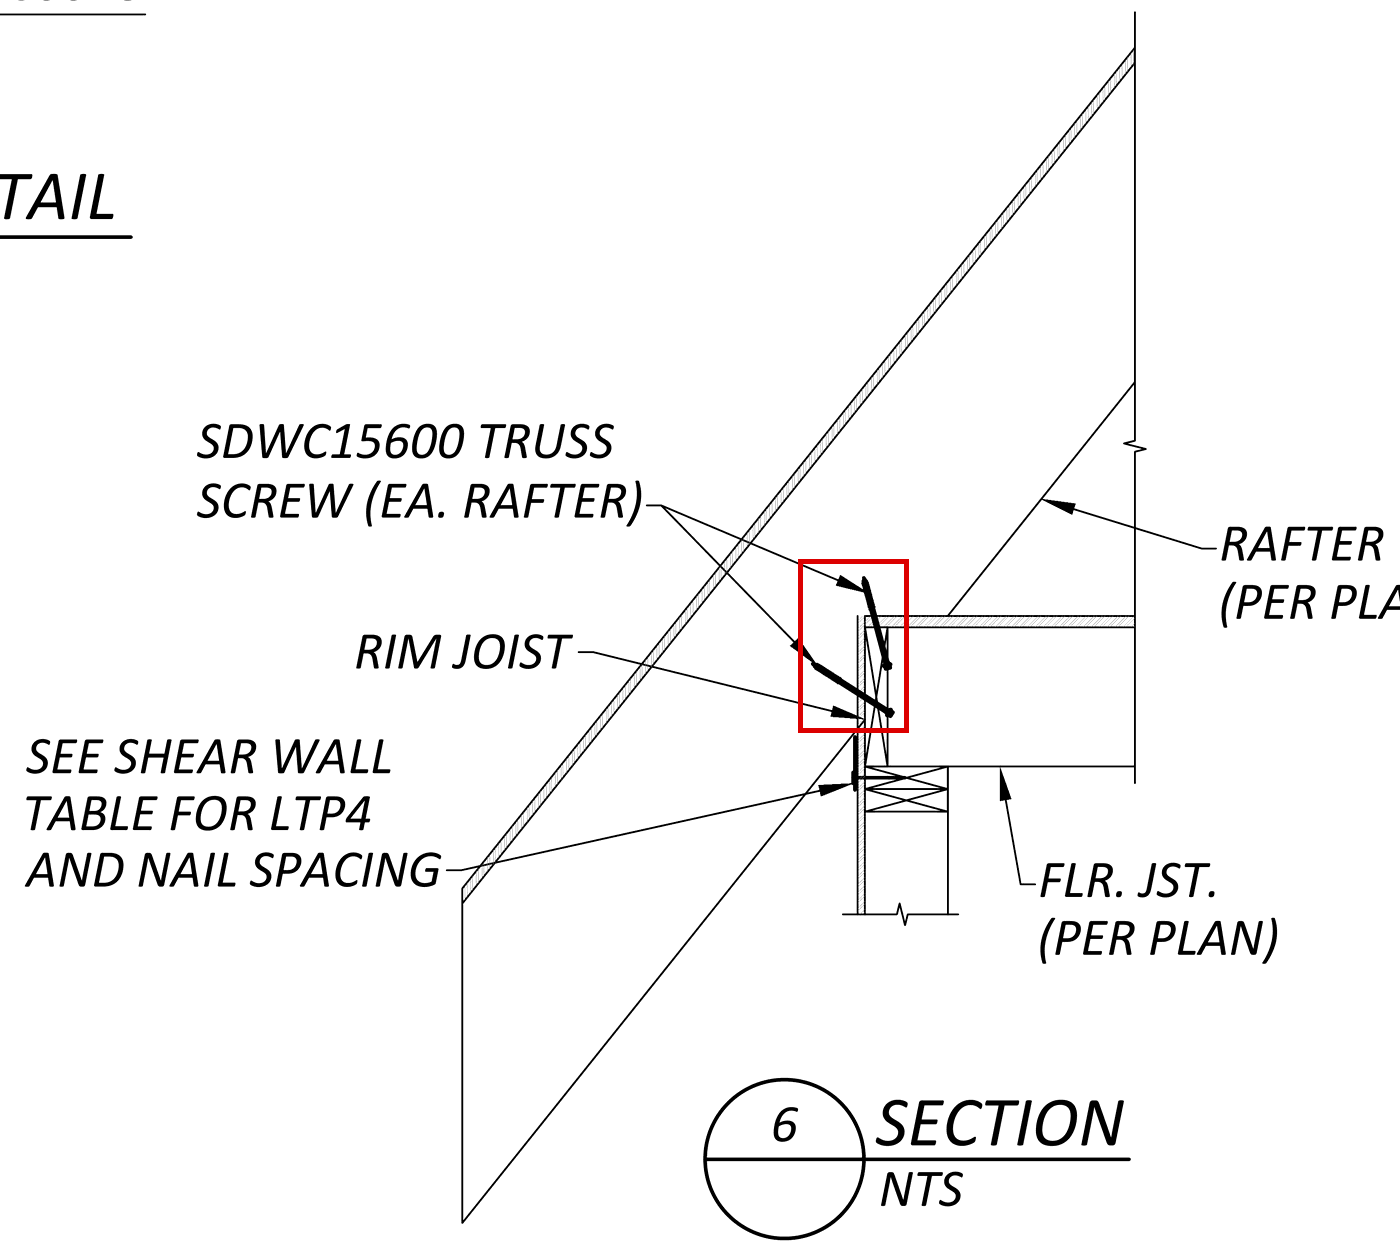 TAIL
SDWC15600 TRUSS
SCREW (EA. RAFTER)
RIM JOIST
SEE SHEAR WALL
TABLE FOR LTP4
AND NAIL SPACING
RAFTER
(PER PLA
FLR. JST.
(PER PLAN)
6
SECTION
NTS